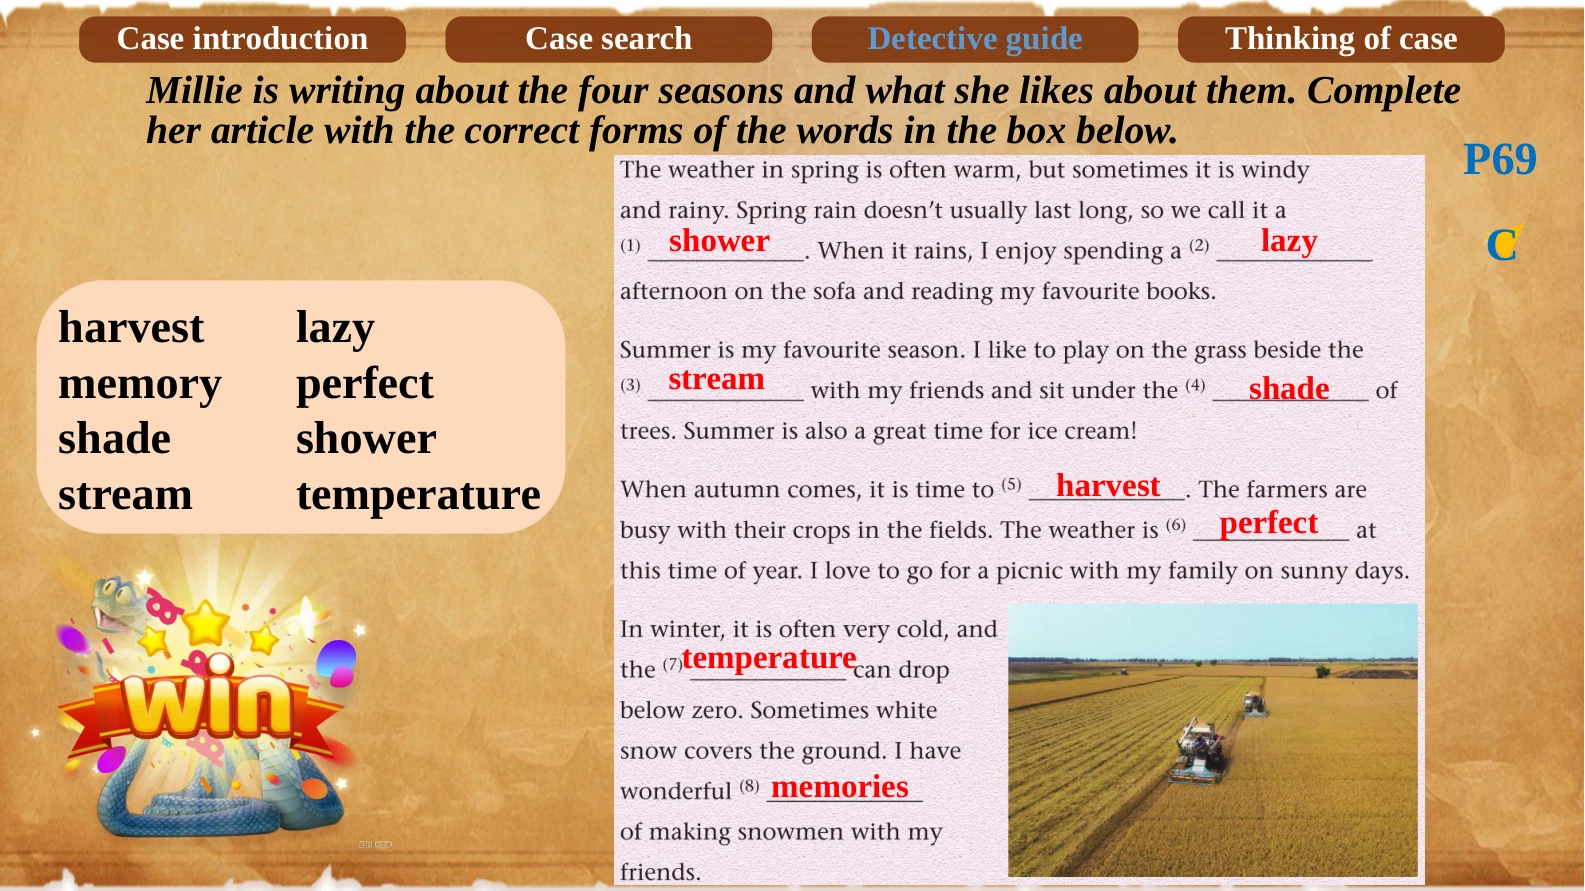 Case introduction
Case search
Detective guide
Thinking of case
Millie is writing about the four seasons and what she likes about them. Complete
her article with the correct forms of the words in the box below.
P69
C
harvest lazy
memory perfect
shade shower
stream temperature
win
The weather in spring is often warm, but sometimes it is windy
and rainy. Spring rain doesn't usually last long, so we call it a
(1) shower. When it rains, I enjoy spending a (2) lazy
afternoon on the sofa and reading my favourite books.
Summer is my favourite season. I like to play on the grass beside the
(3) stream with my friends and sit under the (4) shade of
trees. Summer is also a great time for ice cream!
When autumn comes, it is time to (5) harvest. The farmers are
busy with their crops in the fields. The weather is (6) perfect at
this time of year. I love to go for a picnic with my family on sunny days.
In winter, it is often very cold, and
the (7) temperature can drop
below zero. Sometimes white
snow covers the ground. I have
wonderful (8) memories
of making snowmen with my
friends.